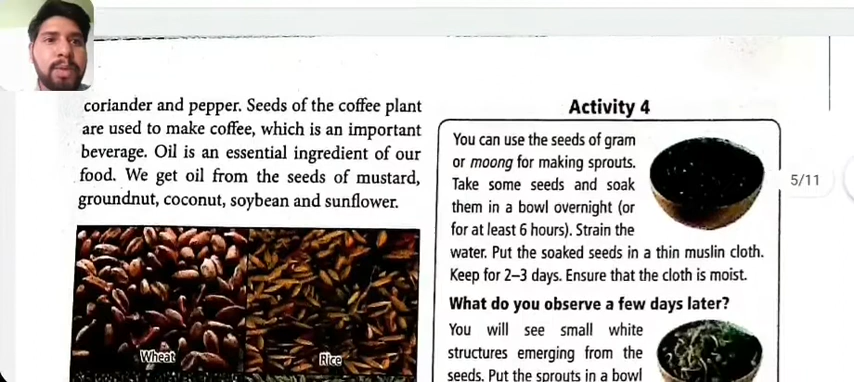 coriander and pepper. Seeds of the coffee plant
are used to make coffee, which is an important
beverage. Oil is an essential ingredient of our
food. We get oil from the seeds of mustard,
groundnut, coconut, soybean and sunflower.
Wheat
Rice
Activity 4
You can use the seeds of gram
or moong for making sprouts.
Take some seeds and soak
them in a bowl overnight (or
for at least 6 hours). Strain the
water. Put the soaked seeds in a thin muslin cloth.
Keep for 2–3 days. Ensure that the cloth is moist.
What do you observe a few days later?
You will see small white
structures emerging from the
seeds. Put the sprouts in a bowl
5/11